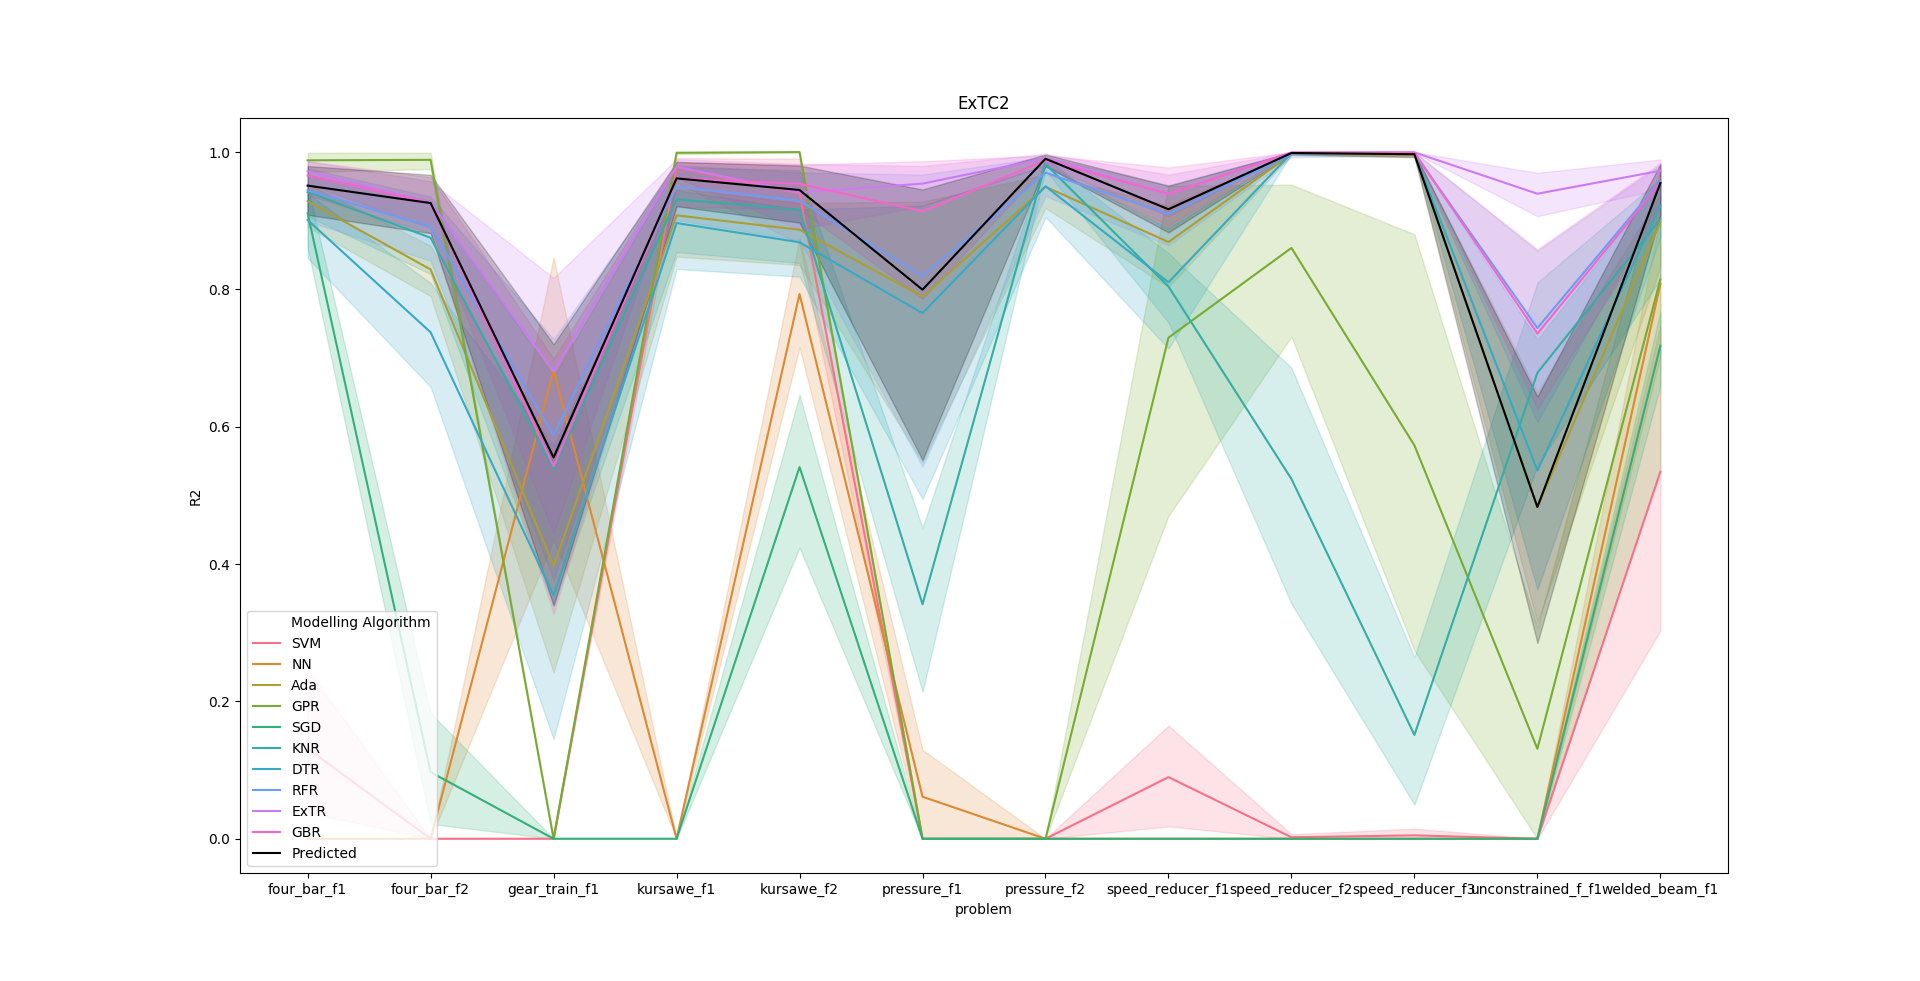 ExTC2
R2
1.0
0.8
0.6
0.4
0.2
0.0
Modelling Algorithm
SVM
NN
Ada
GPR
SGD
KNR
DTR
RFR
ExTR
GBR
Predicted
four_bar_f1 four_bar_f2 gear_train_f1 kursawe_f1 kursawe_f2 pressure_f1 pressure_f2 speed_reducer_f1 speed_reducer_f2 speed_reducer_f3 unconstrained_f_f1 welded_beam_f1
problem